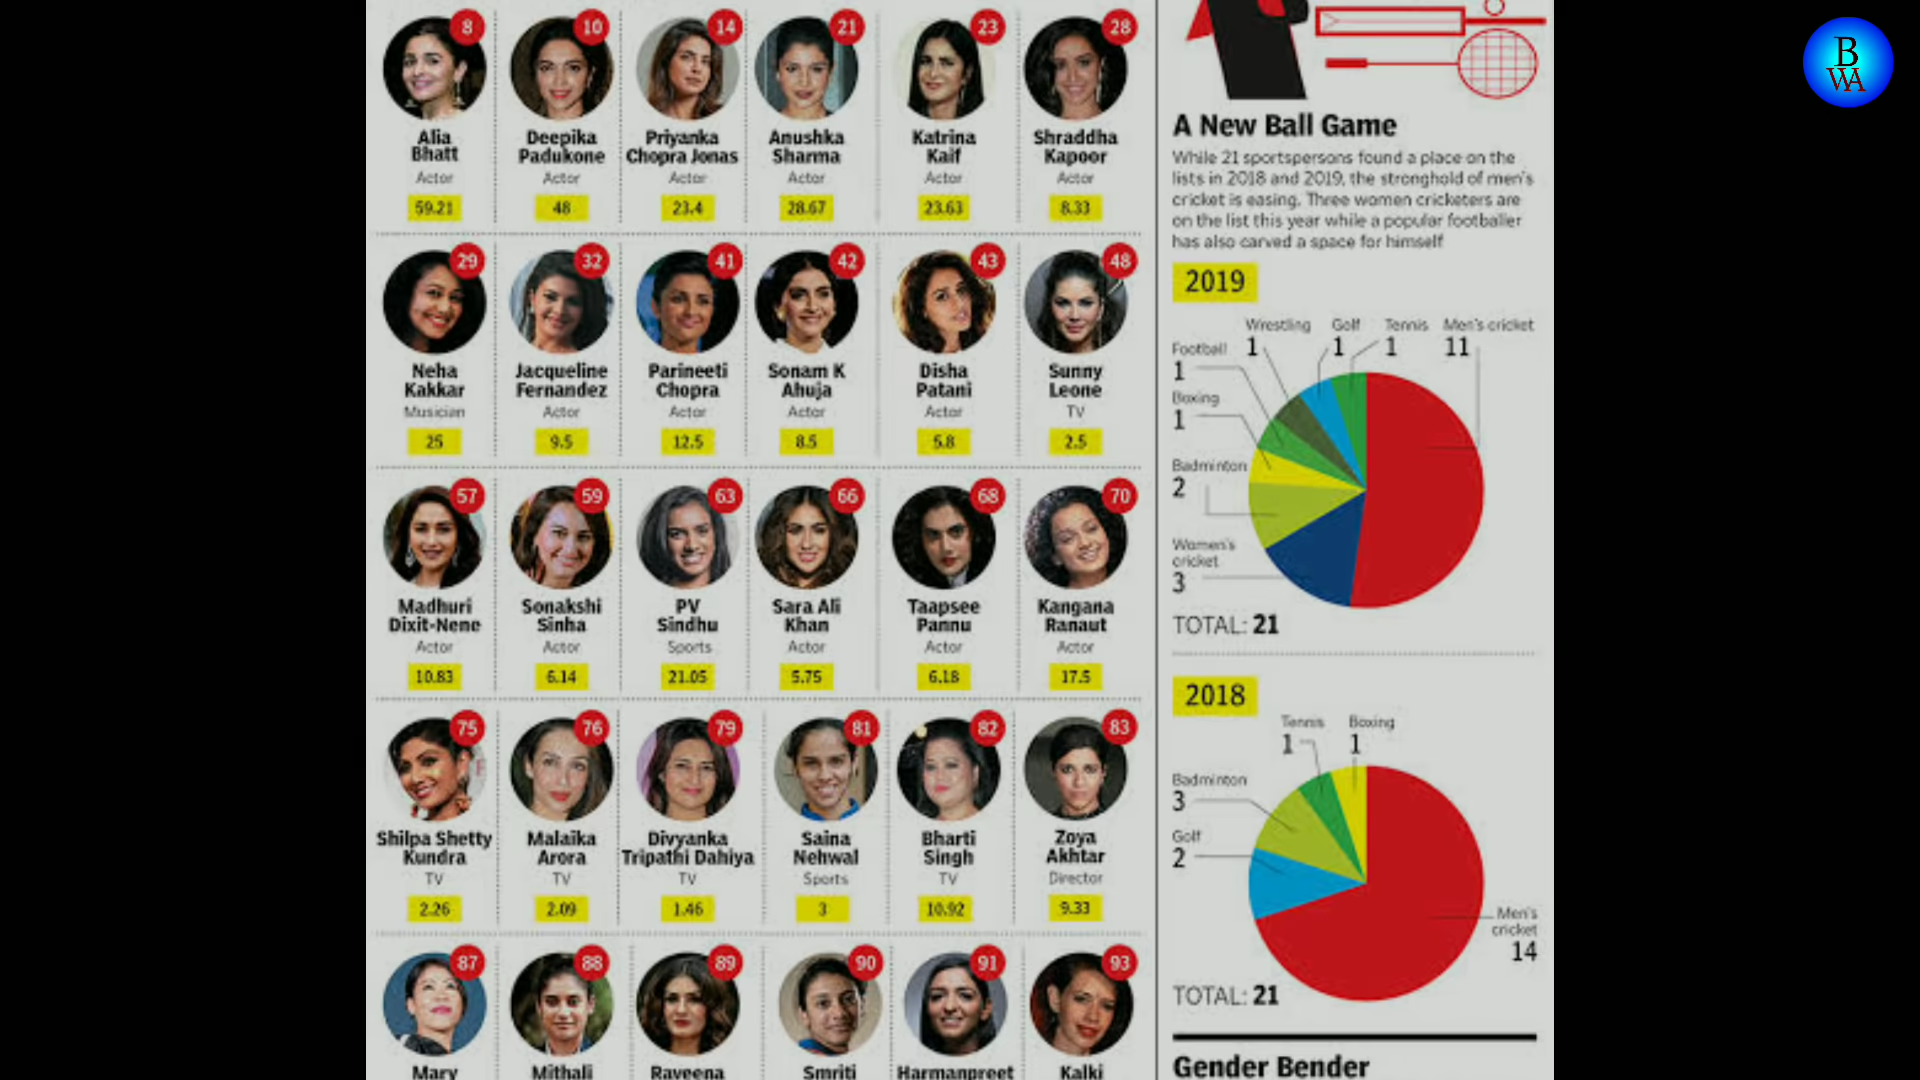 8
10
14
21
23
28
Alia
Bhatt
Actor
59.21
Deepika
Padukone
Actor
48
Priyanka
Chopra Jonas
Actor
23.4
Anushka
Sharma
Actor
28.67
Katrina
Kaif
Actor
23.63
Shraddha
Kapoor
Actor
8.33
29
32
41
42
43
48
Neha
Kakkar
Musician
25
Jacqueline
Fernandez
Actor
9.5
Parineeti
Chopra
Actor
12.5
Sonam K
Ahuja
Actor
8.5
Disha
Patani
Actor
5.8
Sunny
Leone
TV
2.5
57
59
63
66
68
70
Madhuri
Dixit-Nene
Actor
10.83
Sonakshi
Sinha
Actor
6.14
PV
Sindhu
Sports
21.05
Sara Ali
Khan
Actor
5.75
Taapsee
Pannu
Actor
6.18
Kangana
Ranaut
Actor
17.5
75
76
79
81
82
83
Shilpa Shetty
Kundra
TV
2.26
Malaika
Arora
TV
2.09
Divyanka
Tripathi Dahiya
TV
1.46
Saina
Nehwal
Sports
3
Bharti
Singh
TV
10.92
Zoya
Akhtar
Director
9.33
87
88
89
90
91
93
Mary
Mithali
Raveena
Smriti
Harmanpreet
Kalki
A New Ball Game
While 21 sportspersons found a place on the
lists in 2018 and 2019, the stronghold of men's
cricket is easing. Three women cricketers are
on the list this year while a popular footballer
has also carved a space for himself
2019
Wrestling
1
Golf
1
Tennis
1
Men's cricket
11
Football
1
Boxing
1
Badminton
2
Women's
cricket
3
TOTAL: 21
2018
Tennis
1
Boxing
1
Badminton
3
Golf
2
Men's
cricket
14
TOTAL: 21
Gender Bender
B
WA